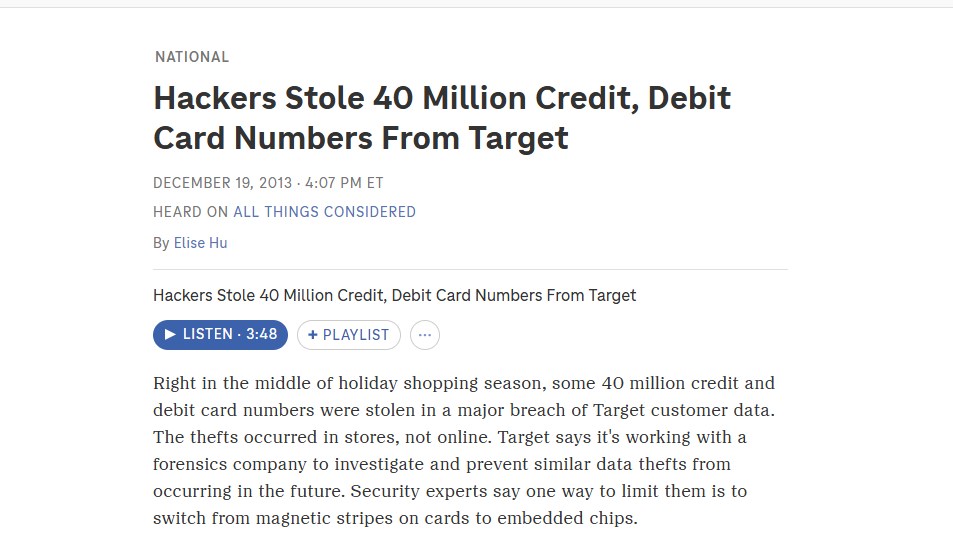 NATIONAL
Hackers Stole 40 Million Credit, Debit
Card Numbers From Target
DECEMBER 19, 2013 · 4:07 PM ET
HEARD ON ALL THINGS CONSIDERED
By Elise Hu
Hackers Stole 40 Million Credit, Debit Card Numbers From Target
LISTEN · 3:48
+ PLAYLIST
Right in the middle of holiday shopping season, some 40 million credit and
debit card numbers were stolen in a major breach of Target customer data.
The thefts occurred in stores, not online. Target says it's working with a
forensics company to investigate and prevent similar data thefts from
occurring in the future. Security experts say one way to limit them is to
switch from magnetic stripes on cards to embedded chips.